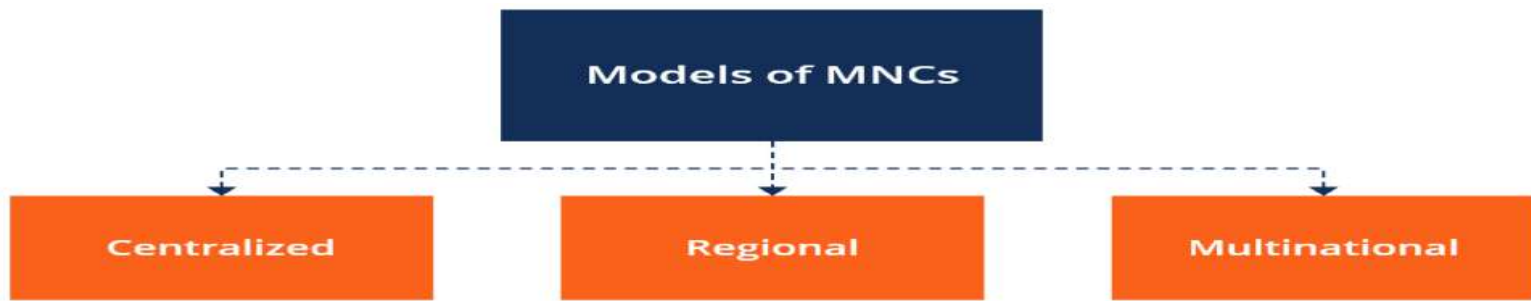 Models of MNCs
Centralized
Regional
Multinational